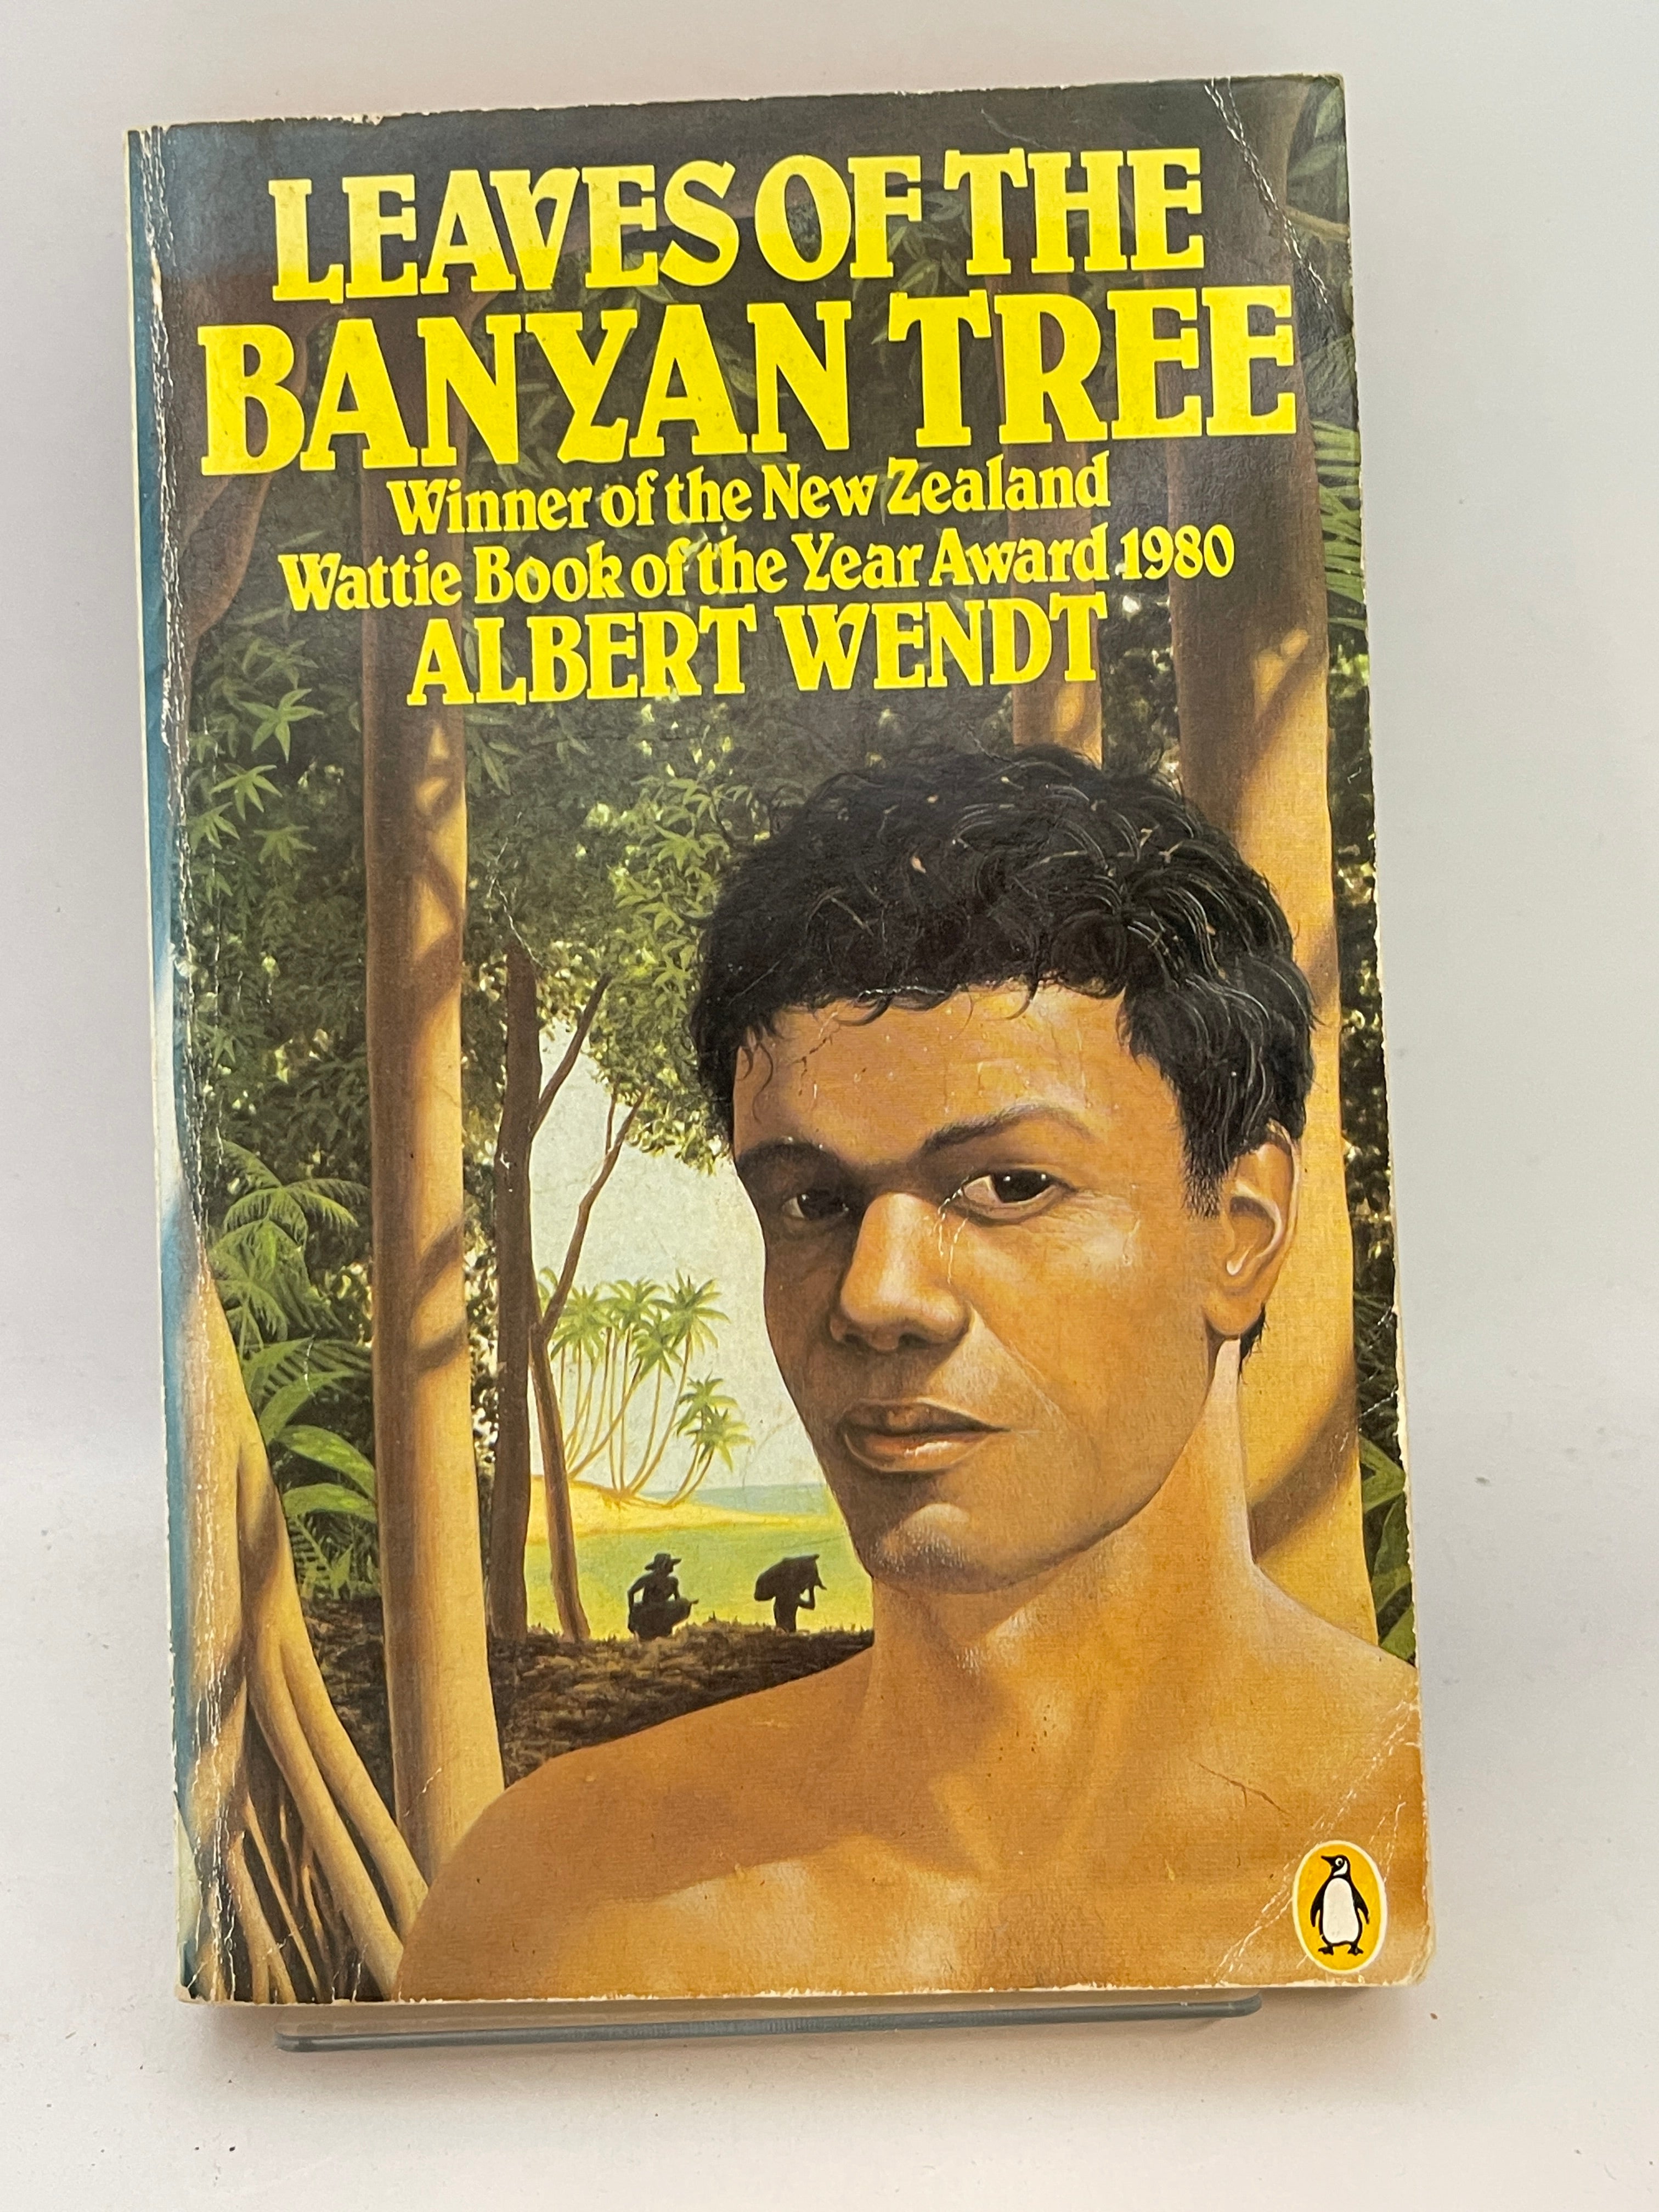 LEAVES OF THE
BANYAN TREE
Winner of the New Zealand
Wattie Book of the Year Award 1980
ALBERT WENDT